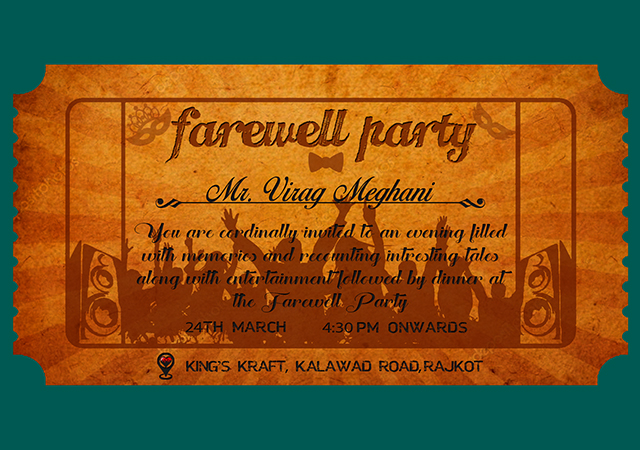 farewell party
Mr. Virag Meghani
You are cordinally invited to an evening filled
with memories and recounting intresting tales
along with entertainment followed by dinner at
the Farewell Party
24TH MARCH 4:30 PM ONWARDS
KING'S KRAFT, KALAWAD ROAD, RAJKOT